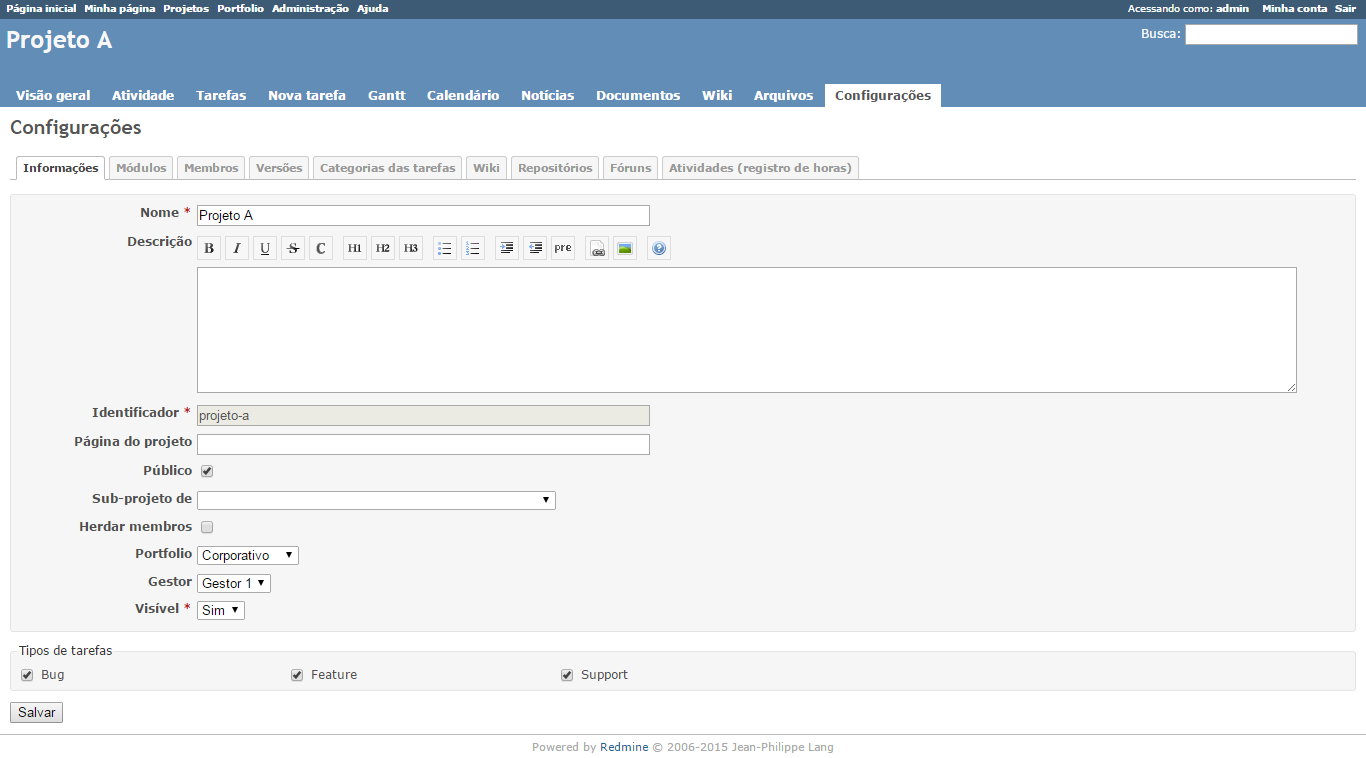 Página inicial Minha página Projetos Portfolio Administração Ajuda Acessando como: admin Minha conta Sair
Projeto A Busca:
Visão geral Atividade Tarefas Nova tarefa Gantt Calendário Notícias Documentos Wiki Arquivos Configurações
Configurações
Informações Módulos Membros Versões Categorias das tarefas Wiki Repositórios Fóruns Atividades (registro de horas)
Nome * Projeto A
Descrição B I U S C H1 H2 H3 pre
Identificador * projeto-a
Página do projeto
Público
Sub-projeto de
Herdar membros
Portfolio Corporativo
Gestor Gestor 1
Visível * Sim
Tipos de tarefas
Bug Feature Support
Salvar
Powered by Redmine © 2006-2015 Jean-Philippe Lang